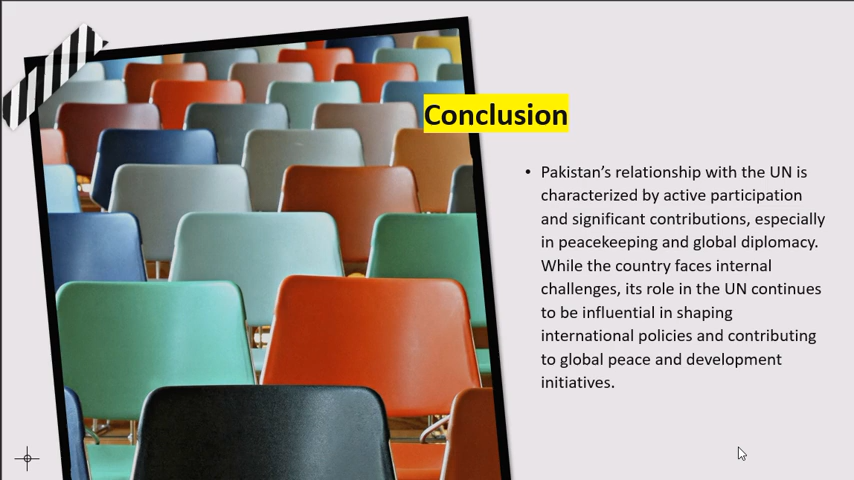 Conclusion
• Pakistan’s relationship with the UN is
characterized by active participation
and significant contributions, especially
in peacekeeping and global diplomacy.
While the country faces internal
challenges, its role in the UN continues
to be influential in shaping
international policies and contributing
to global peace and development
initiatives.